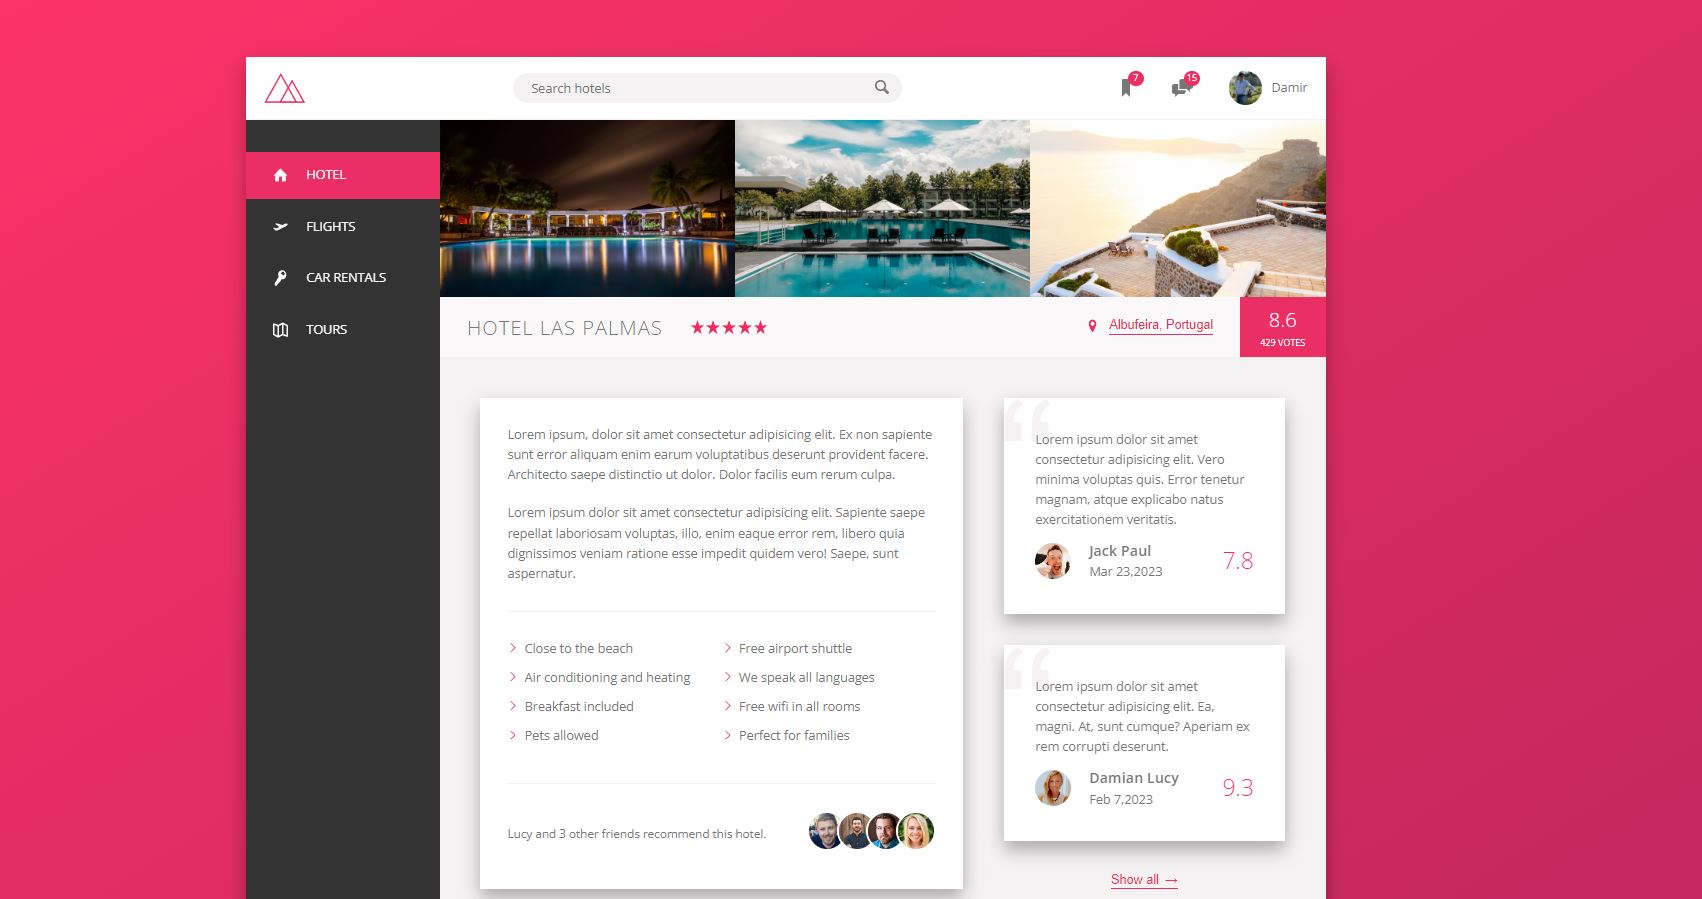 Search hotels
7
15
Damir
HOTEL
FLIGHTS
CAR RENTALS
TOURS
HOTEL LAS PALMAS
Albufeira, Portugal
8.6
429 VOTES
Lorem ipsum, dolor sit amet consectetur adipisicing elit. Ex non sapiente
sunt error aliquam enim earum voluptatibus deserunt provident facere.
Architecto saepe distinctio ut dolor. Dolor facilis eum rerum culpa.
Lorem ipsum dolor sit amet consectetur adipisicing elit. Sapiente saepe
repellat laboriosam voluptas, illo, enim eaque error rem, libero quia
dignissimos veniam ratione esse impedit quidem vero! Saepe, sunt
aspernatur.
Close to the beach
Free airport shuttle
Air conditioning and heating
We speak all languages
Breakfast included
Free wifi in all rooms
Pets allowed
Perfect for families
Lucy and 3 other friends recommend this hotel.
“
Lorem ipsum dolor sit amet
consectetur adipisicing elit. Vero
minima voluptas quis. Error tenetur
magnam, atque explicabo natus
exercitationem veritatis.
Jack Paul
Mar 23,2023
7.8
“
Lorem ipsum dolor sit amet
consectetur adipisicing elit. Ea,
magni. At, sunt cumque? Aperiam ex
rem corrupti deserunt.
Damian Lucy
Feb 7,2023
9.3
Show all →